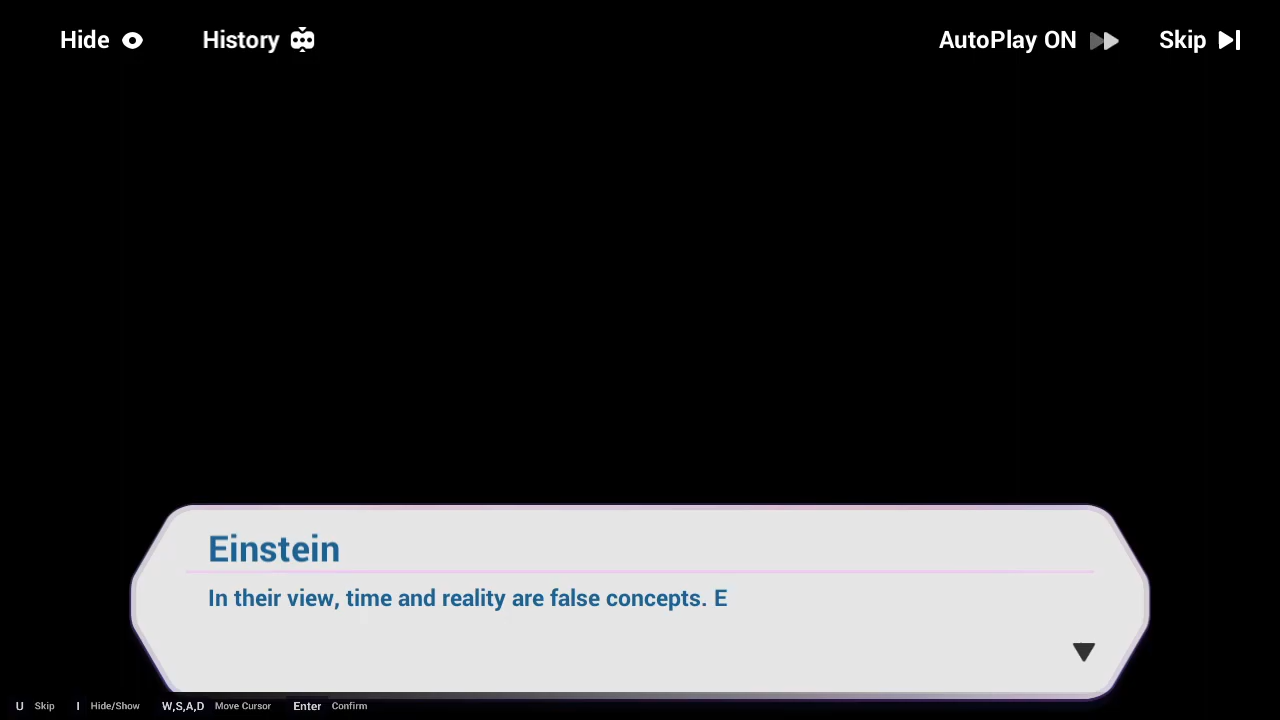 Hide
History
AutoPlay ON
Skip
Einstein
In their view, time and reality are false concepts. E
U Skip I Hide/Show W,S,A,D Move Cursor Enter Confirm